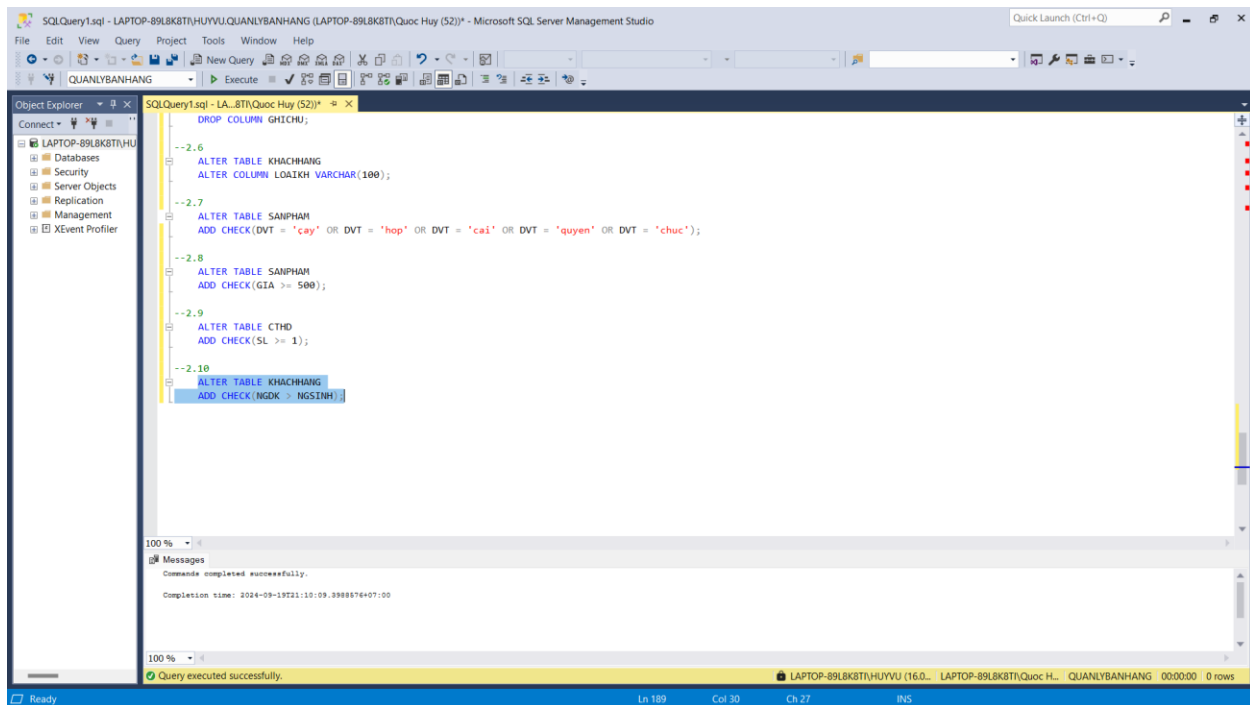 SQLQuery1.sql - LAPTOP-89L8K8TI\HUYVU.QUANLYBANHANG (LAPTOP-89L8K8TI\Quoc Huy (52))* - Microsoft SQL Server Management Studio
Quick Launch (Ctrl+Q)
File Edit View Query Project Tools Window Help
New Query
QUANLYBANHANG
Execute
Object Explorer
SQLQuery1.sql - LA...8TI\Quoc Huy (52))*
Connect
LAPTOP-89L8K8TI\HU
Databases
Security
Server Objects
Replication
Management
XEvent Profiler
DROP COLUMN GHICHU;
--2.6
ALTER TABLE KHACHHANG
ALTER COLUMN LOAIKH VARCHAR(100);
--2.7
ALTER TABLE SANPHAM
ADD CHECK(DVT = 'çay' OR DVT = 'hop' OR DVT = 'cai' OR DVT = 'quyen' OR DVT = 'chuc');
--2.8
ALTER TABLE SANPHAM
ADD CHECK(GIA >= 500);
--2.9
ALTER TABLE CTHD
ADD CHECK(SL >= 1);
--2.10
ALTER TABLE KHACHHANG
ADD CHECK(NGDK > NGSINH);
100 %
Messages
Commands completed successfully.
Completion time: 2024-09-19T21:10:09.3988576+07:00
100 %
Query executed successfully.
LAPTOP-89L8K8TI\HUYVU (16.0... LAPTOP-89L8K8TI\Quoc H... QUANLYBANHANG 00:00:00 0 rows
Ready
Ln 189 Col 30 Ch 27 INS